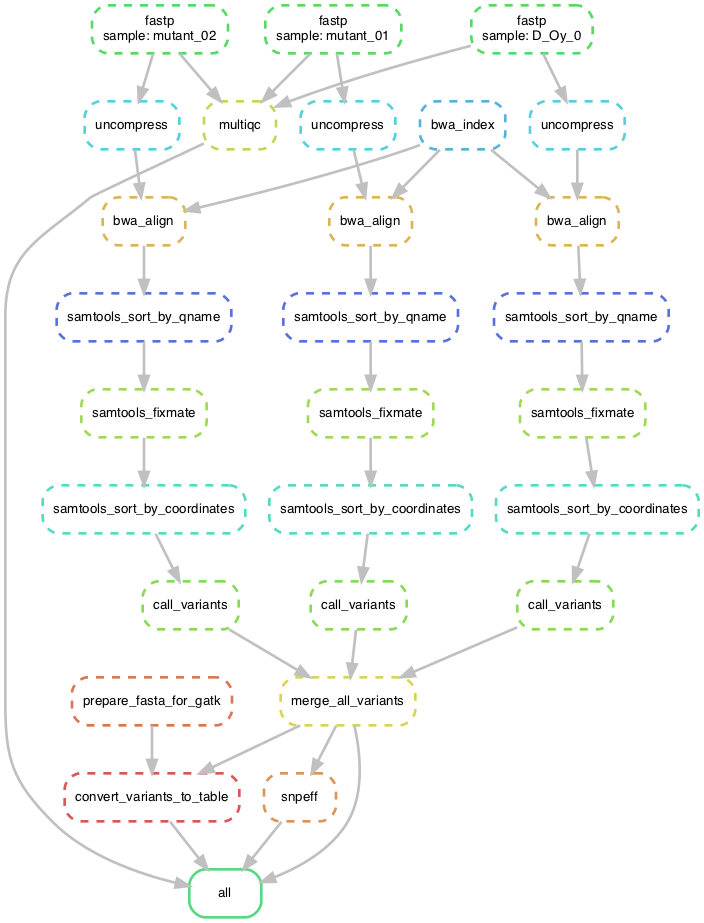 fastp
sample: mutant_02
fastp
sample: mutant_01
fastp
sample: D_Oy_0
uncompress
multiqc
uncompress
bwa_index
uncompress
bwa_align
bwa_align
bwa_align
samtools_sort_by_qname
samtools_sort_by_qname
samtools_sort_by_qname
samtools_fixmate
samtools_fixmate
samtools_fixmate
samtools_sort_by_coordinates
samtools_sort_by_coordinates
samtools_sort_by_coordinates
call_variants
call_variants
call_variants
prepare_fasta_for_gatk
merge_all_variants
convert_variants_to_table
snpeff
all